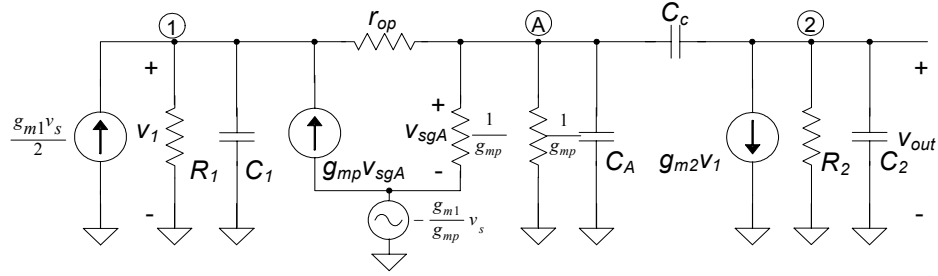 1
r_op
A
C_c
2
+
+
+
g_m1 v_s
2
v_1
R_1
C_1
g_mp v_sgA
v_sgA
1
g_mp
1
g_mp
C_A
g_m2 v_1
R_2
C_2
v_out
-
-
-
- g_m1
g_mp
v_s